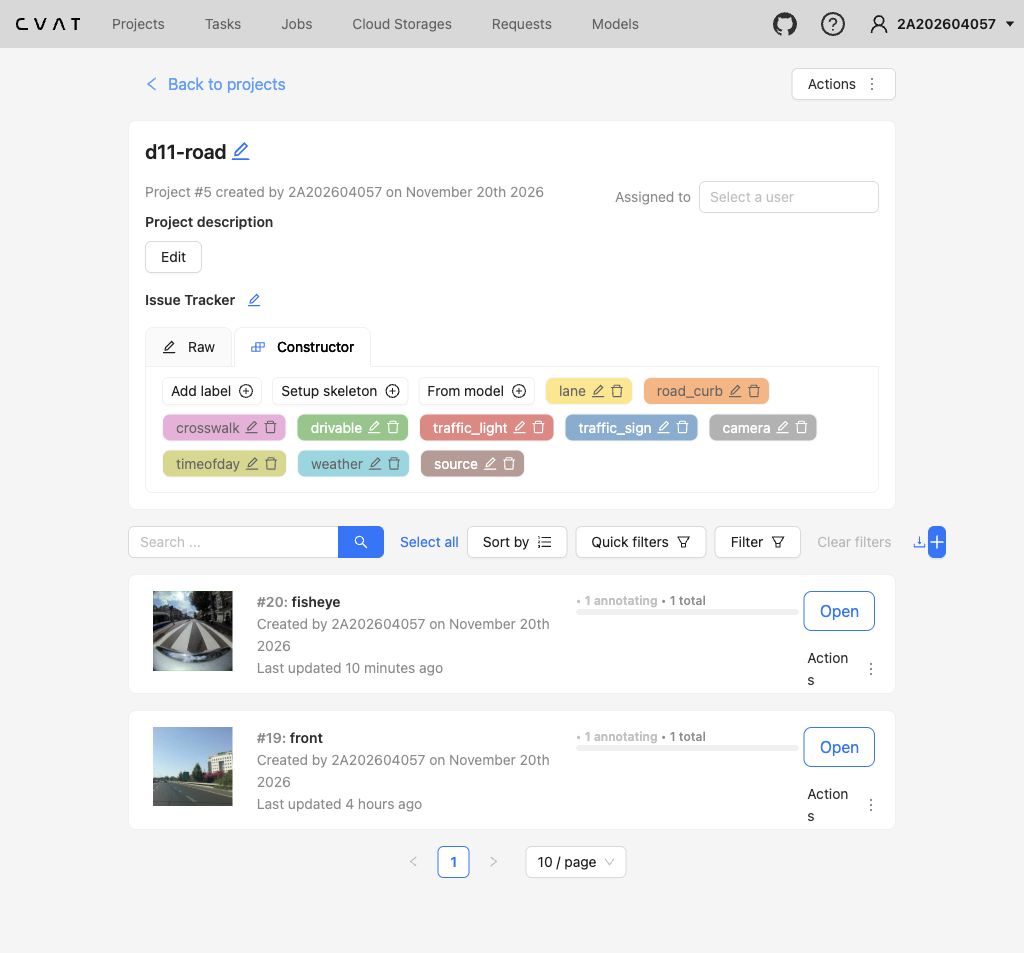 CVAT Projects Tasks Jobs Cloud Storages Requests Models 2A202604057
Back to projects Actions
d11-road
Project #5 created by 2A202604057 on November 20th 2026 Assigned to Select a user
Project description
Edit
Issue Tracker
Raw Constructor
Add label Setup skeleton From model lane road_curb
crosswalk drivable traffic_light traffic_sign camera
timeofday weather source
Search ... Select all Sort by Quick filters Filter Clear filters
#20: fisheye • 1 annotating • 1 total Open
Created by 2A202604057 on November 20th
2026
Last updated 10 minutes ago
Action
s
#19: front • 1 annotating • 1 total Open
Created by 2A202604057 on November 20th
2026
Last updated 4 hours ago
Action
s
1 10 / page